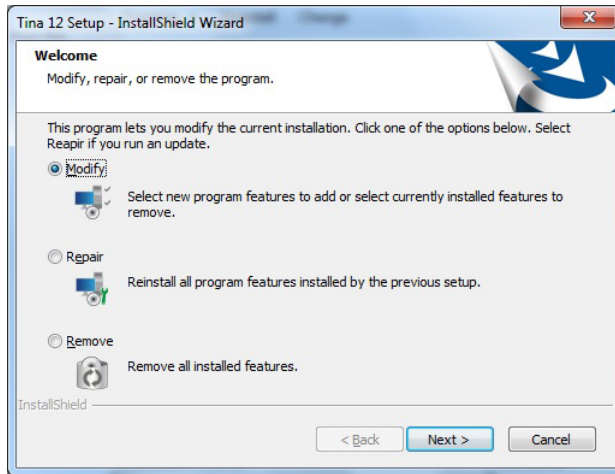 Change
Tina 12 Setup - InstallShield Wizard
Welcome
Modify, repair, or remove the program.
This program lets you modify the current installation. Click one of the options below. Select
Reapir if you run an update.
Modify
Select new program features to add or select currently installed features to
remove.
Repair
Reinstall all program features installed by the previous setup.
Remove
Remove all installed features.
InstallShield
< Back
Next >
Cancel